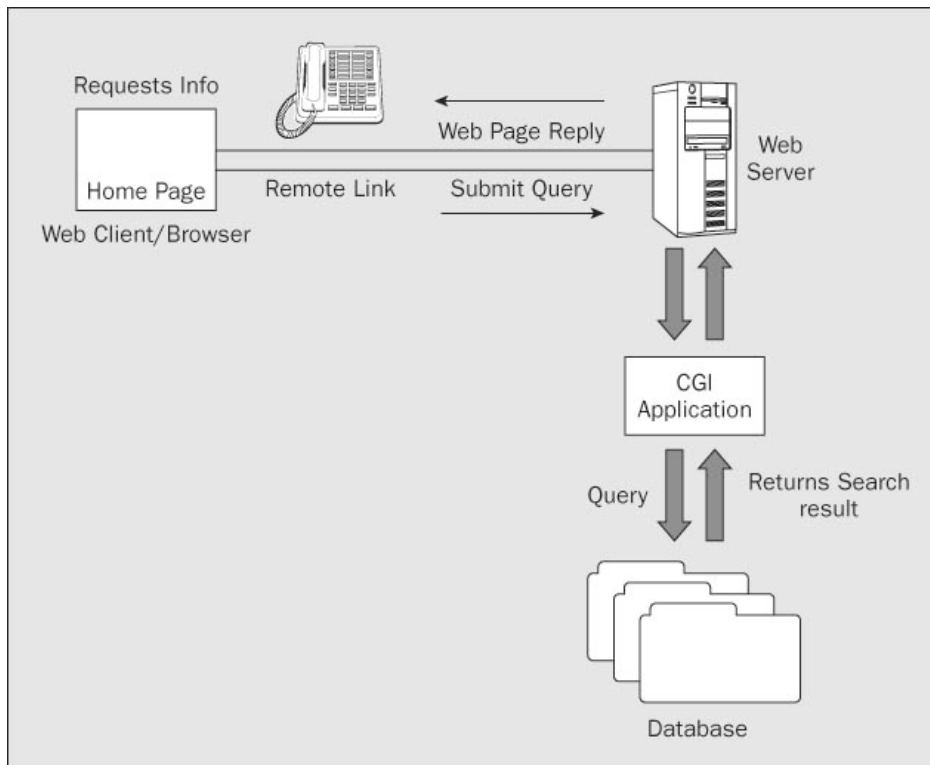 Requests Info
Home Page
Web Client/Browser
Web Page Reply
Remote Link
Submit Query
Web
Server
CGI
Application
Query
Returns Search
result
Database